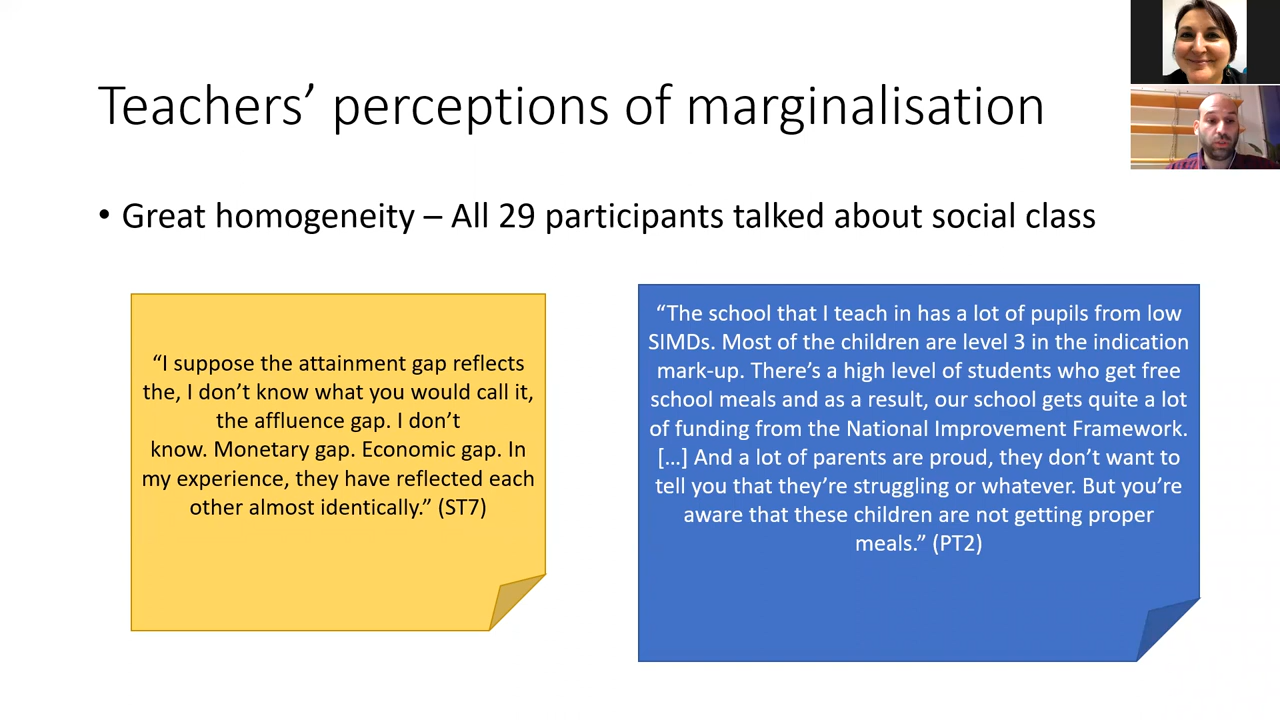 Teachers’ perceptions of marginalisation
• Great homogeneity – All 29 participants talked about social class
“I suppose the attainment gap reflects
the, I don’t know what you would call it,
the affluence gap. I don’t
know. Monetary gap. Economic gap. In
my experience, they have reflected each
other almost identically.” (ST7)
“The school that I teach in has a lot of pupils from low
SIMDs. Most of the children are level 3 in the indication
mark-up. There’s a high level of students who get free
school meals and as a result, our school gets quite a lot
of funding from the National Improvement Framework.
[…] And a lot of parents are proud, they don’t want to
tell you that they’re struggling or whatever. But you’re
aware that these children are not getting proper
meals.” (PT2)